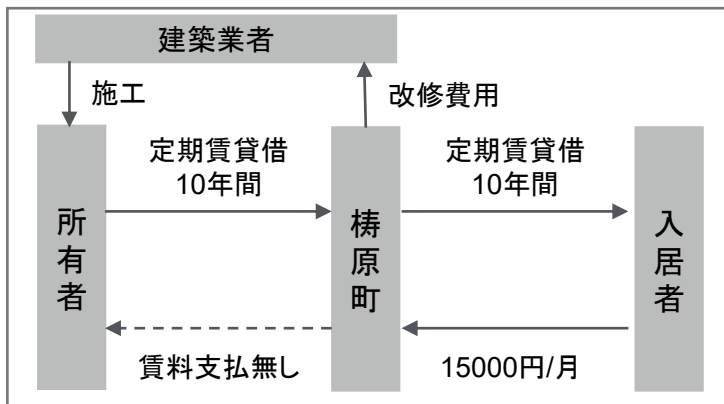 建築業者
施工
改修費用
定期賃貸借
10年間
定期賃貸借
10年間
所有者
梼原町
入居者
賃料支払無し
15000円/月